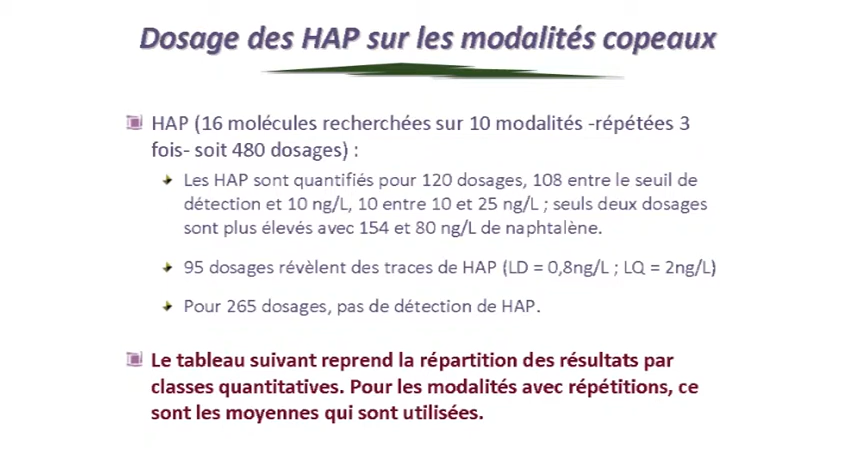 Dosage des HAP sur les modalités copeaux
HAP (16 molécules recherchées sur 10 modalités -répétées 3
fois- soit 480 dosages) :
Les HAP sont quantifiés pour 120 dosages, 108 entre le seuil de
détection et 10 ng/L, 10 entre 10 et 25 ng/L ; seuls deux dosages
sont plus élevés avec 154 et 80 ng/L de naphtalène.
95 dosages révèlent des traces de HAP (LD = 0,8ng/L ; LQ = 2ng/L)
Pour 265 dosages, pas de détection de HAP.
Le tableau suivant reprend la répartition des résultats par
classes quantitatives. Pour les modalités avec répétitions, ce
sont les moyennes qui sont utilisées.